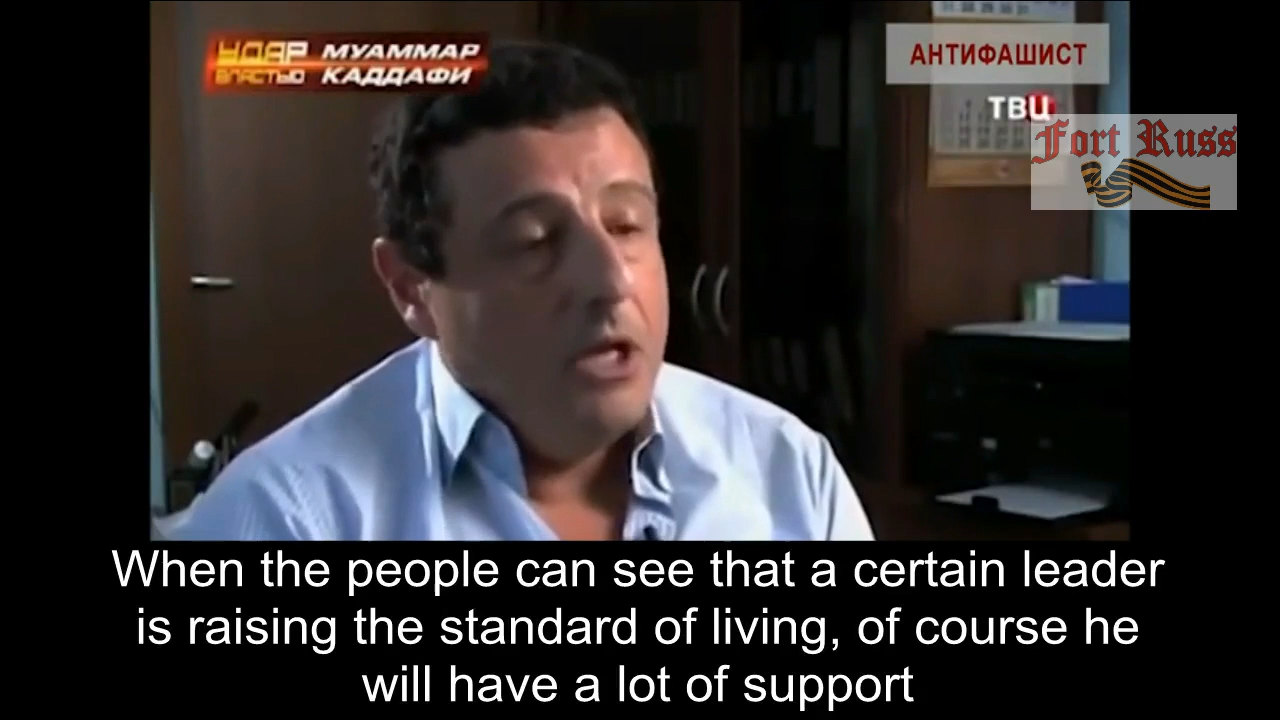 УДАР
ВЛАСТЬЮ
МУАММАР
КАДДАФИ
АНТИФАШИСТ
ТВЦ
Fort Russ
When the people can see that a certain leader
is raising the standard of living, of course he
will have a lot of support